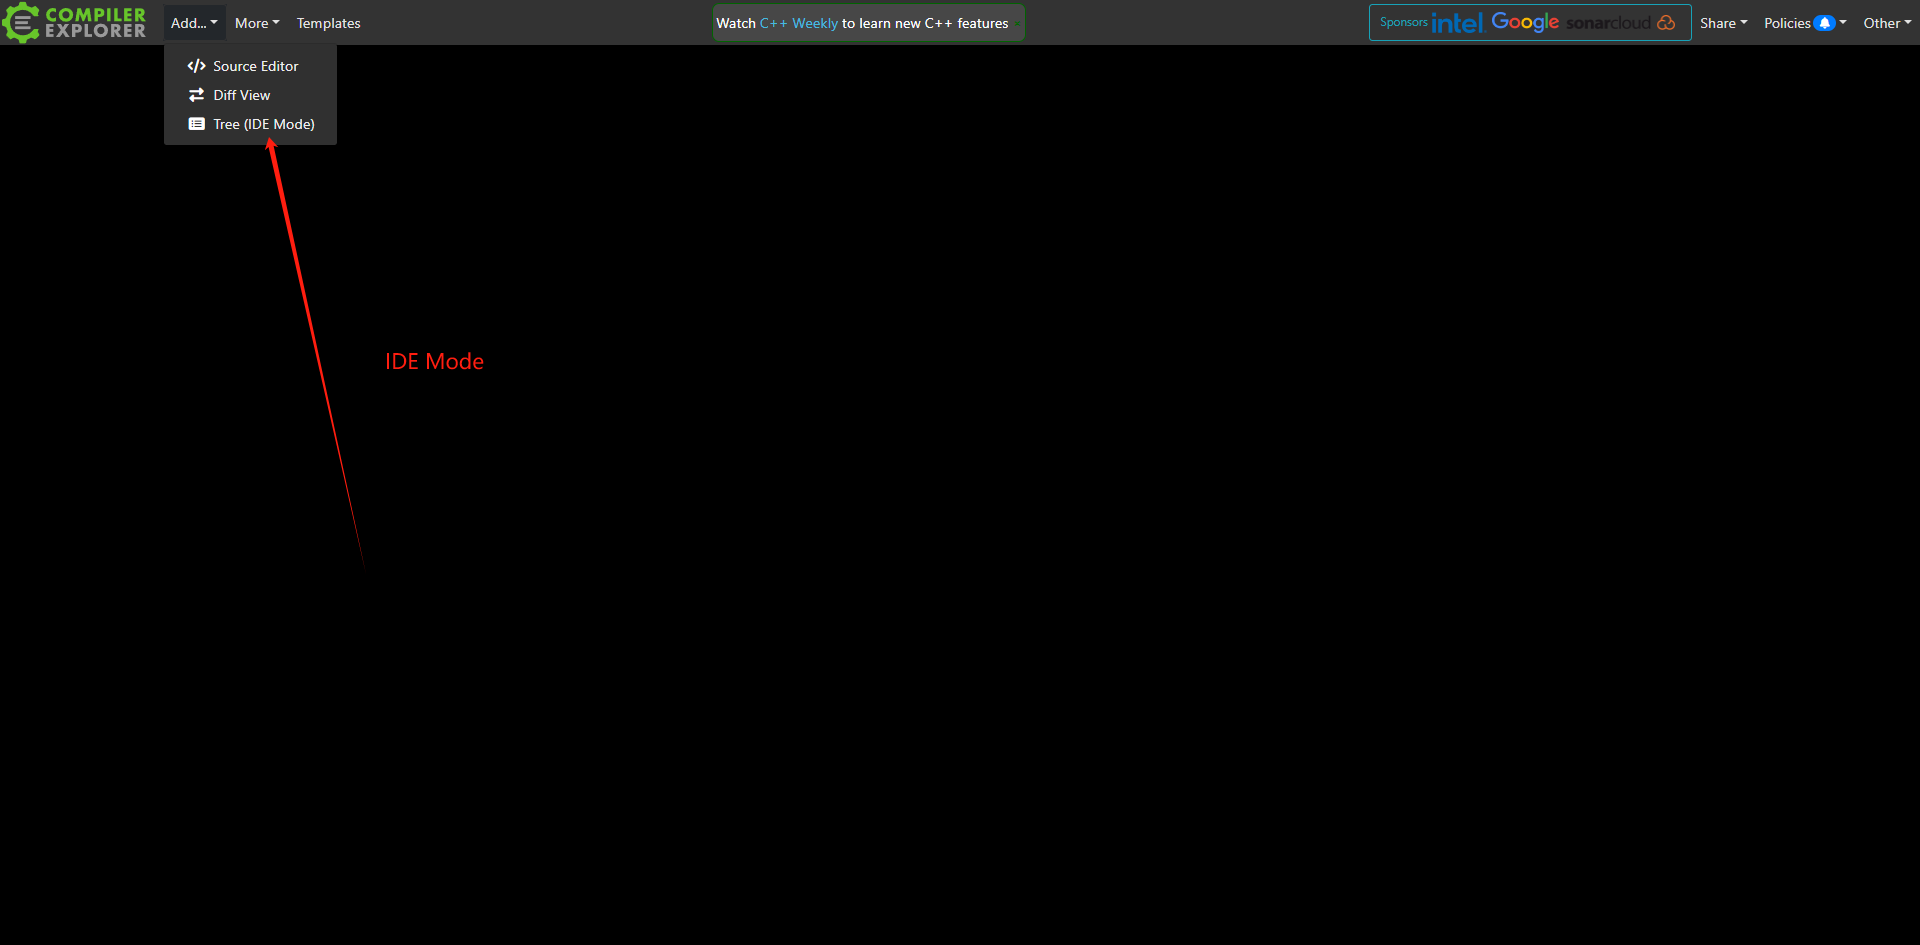 COMPILER
EXPLORER
Add...
More
Templates
Watch C++ Weekly to learn new C++ features
Sponsors intel Google sonarcloud
Share
Policies
Other
Source Editor
Diff View
Tree (IDE Mode)
IDE Mode